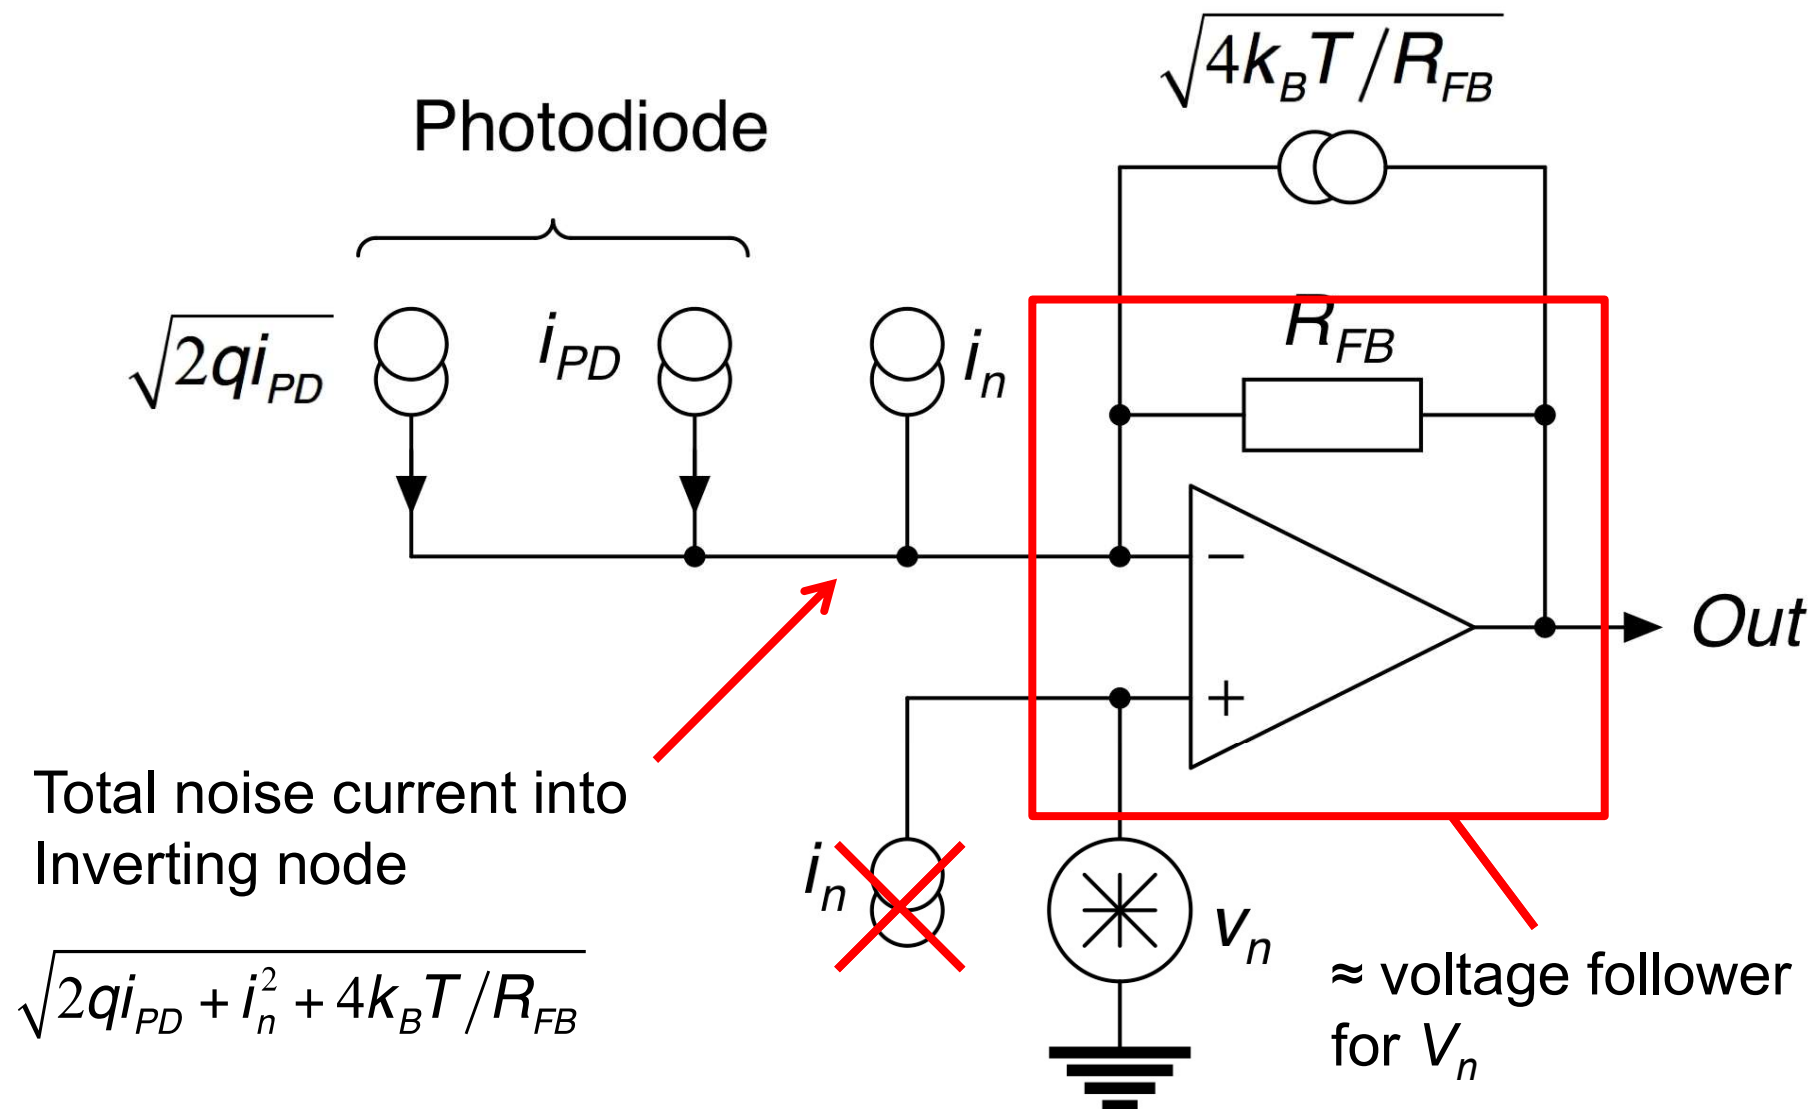 √4k_BT/R_FB
Photodiode
√2qi_PD
i_PD
i_n
R_FB
−
+
Out
Total noise current into
Inverting node
√2qi_PD + i_n^2 + 4k_BT/R_FB
i_n
v_n
≈ voltage follower
for V_n